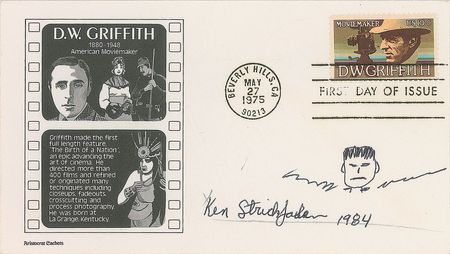 D.W. GRIFFITH
1880-1948
American Moviemaker
Griffith made the first
full length feature,
"The Birth of a Nation",
an epic advancing the
art of cinema. He
directed more than
400 films and refined
or originated many
techniques including
closeups, fadeouts,
crosscutting and
process photography.
He was born at
La Grange, Kentucky.
Aristocrat Cachets
BEVERLY HILLS, CA
MAY
27
1975
90213
MOVIEMAKER US 10c
D.W. GRIFFITH
FIRST DAY OF ISSUE
Ken Strickfaden 1984